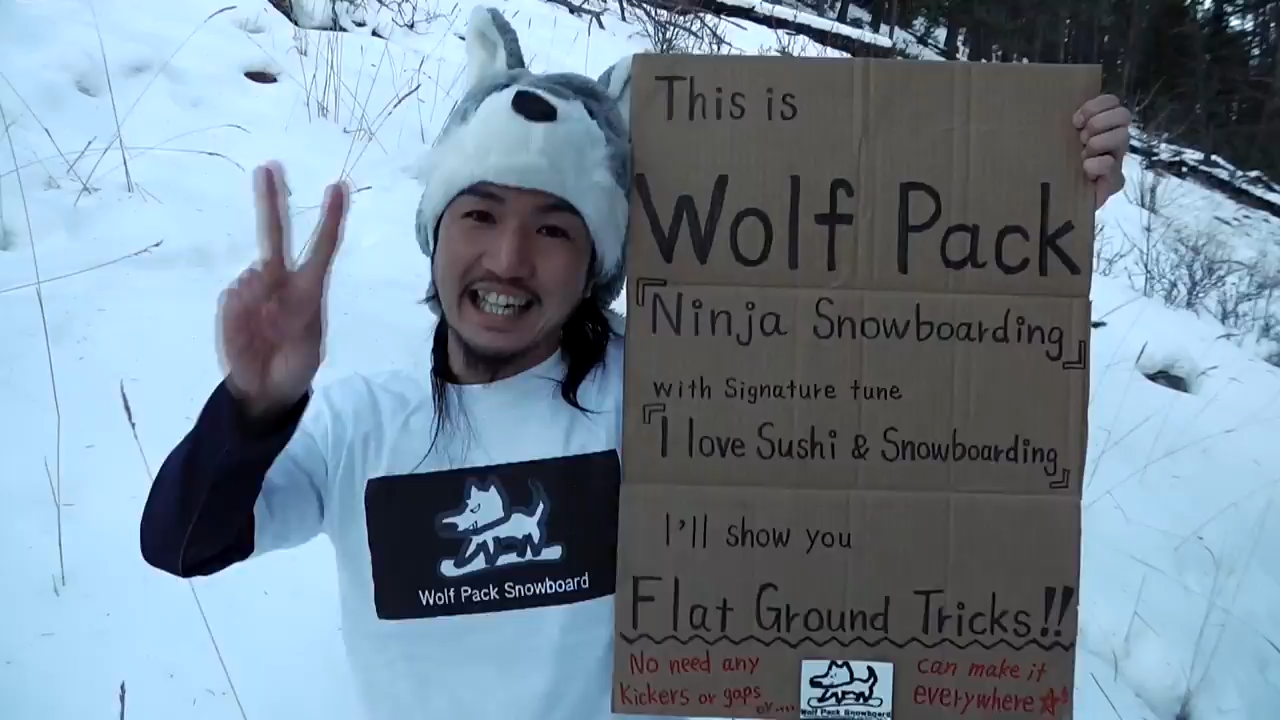 This is
Wolf Pack
『Ninja Snowboarding』
with Signature tune
『I love Sushi & Snowboarding』
I'll show you
Flat Ground Tricks!!
No need any
Kickers or gaps or....
can make it
everywhere☆!
Wolf Pack Snowboard
Wolf Pack Snowboard